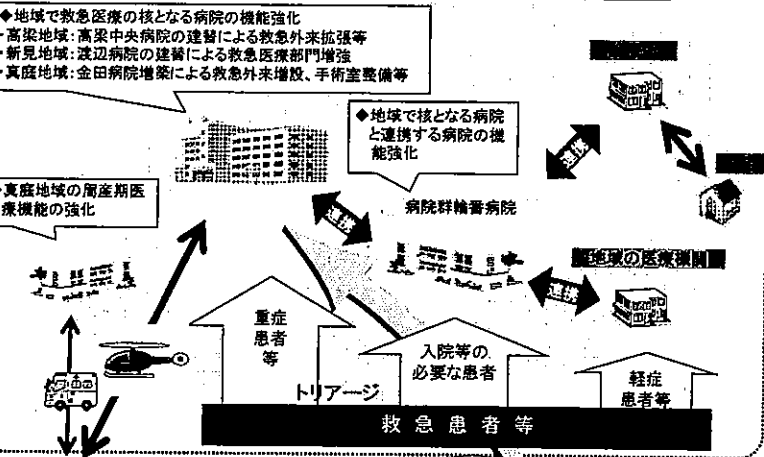 ◆地域で救急医療の核となる病院の機能強化
・高梁地域:高梁中央病院の建替による救急外来拡張等
・新見地域:渡辺病院の建替による救急医療部門増強
・真庭地域:金田病院増築による救急外来増設、手術室整備等
◆地域で核となる病院
と連携する病院の機
能強化
真庭地域の周産期医
療機能の強化
病院群輪番病院
地域の医療機関
重症
患者
等
入院等の
必要な患者
軽症
患者等
トリアージ
救急患者等